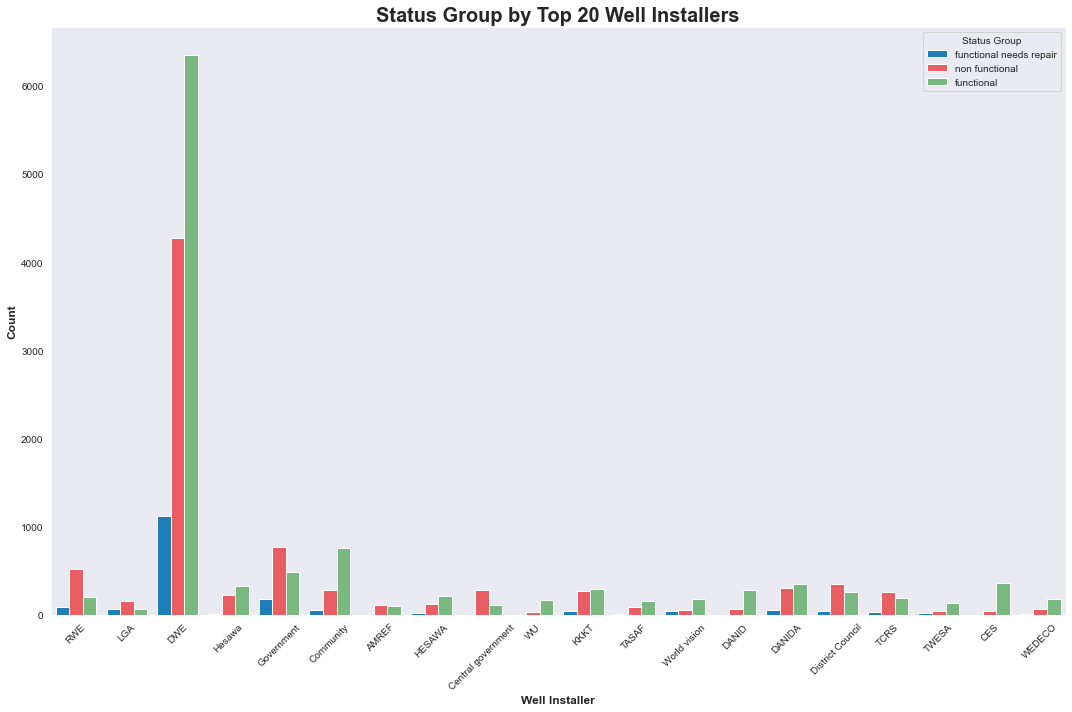 Status Group by Top 20 Well Installers
Status Group
functional needs repair
non functional
functional
Count
6000
5000
4000
3000
2000
1000
0
RWE
LGA
DWE
Hesawa
Government
Community
AMREF
HESAWA
Central government
WU
KKKT
TASAF
World vision
DANID
DANIDA
District Council
TCRS
TWESA
CES
WEDECO
Well Installer